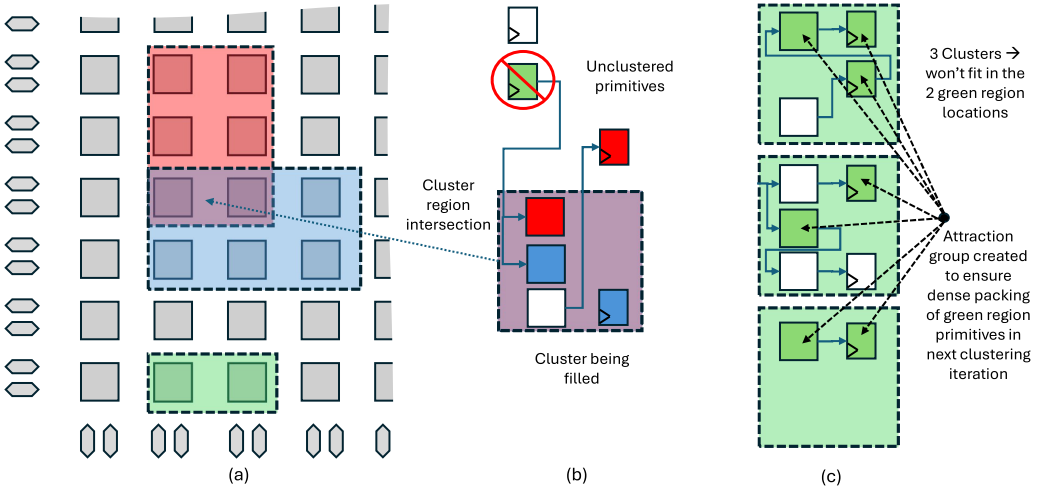 Unclustered
primitives
Cluster
region
intersection
Cluster being
filled
3 Clusters →
won't fit in the
2 green region
locations
Attraction
group created
to ensure
dense packing
of green region
primitives in
next clustering
iteration
(a)
(b)
(c)